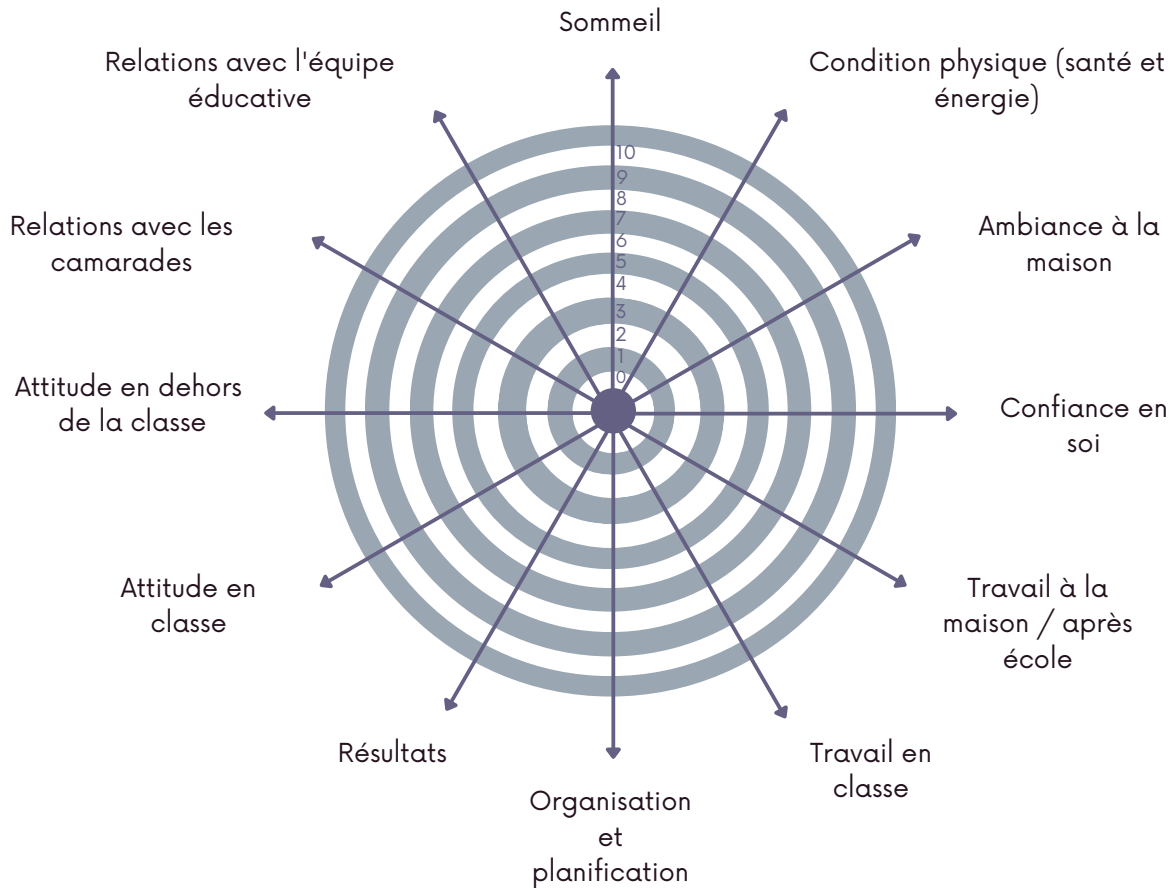 Sommeil
Relations avec l'équipe
éducative
Condition physique (santé et
énergie)
10
9
8
7
6
5
4
3
2
1
0
Relations avec les
camarades
Ambiance à la
maison
Attitude en dehors
de la classe
Confiance en
soi
Attitude en
classe
Travail à la
maison / après
école
Résultats
Travail en
classe
Organisation
et
planification